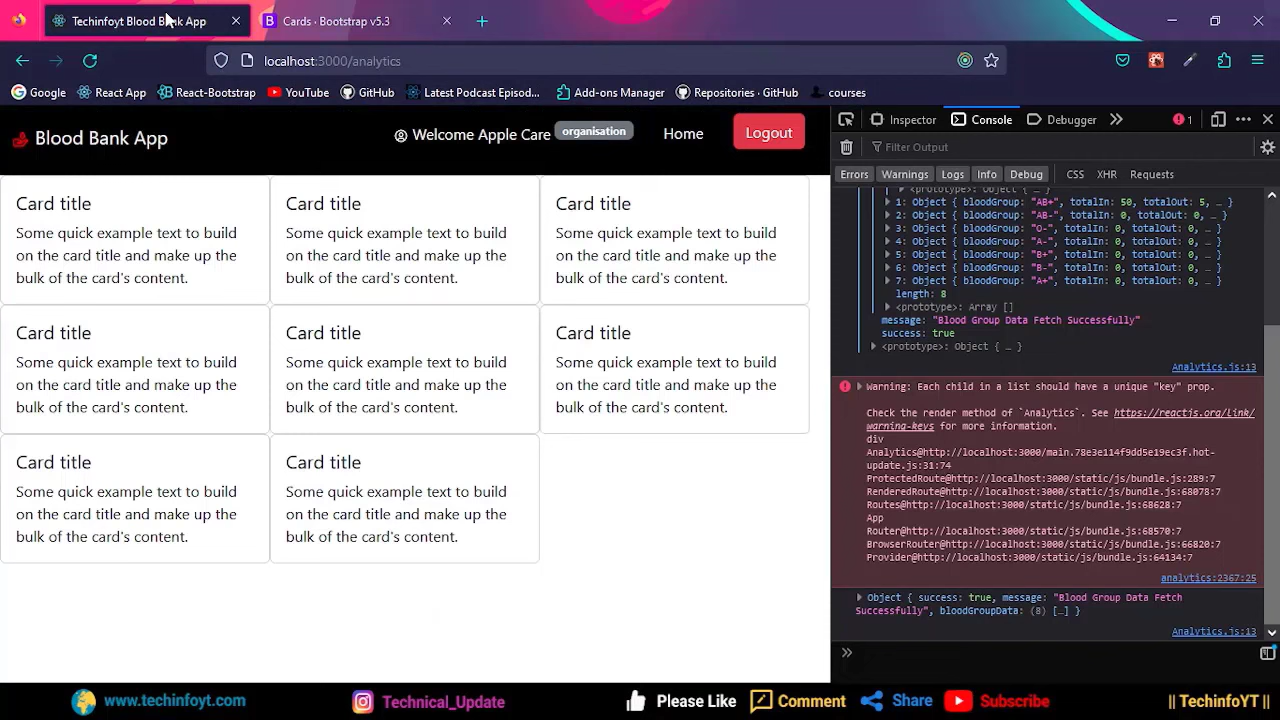 Techinfoyt Blood Bank App
Cards · Bootstrap v5.3
localhost:3000/analytics
Google
React App
React-Bootstrap
YouTube
GitHub
Latest Podcast Episod...
Add-ons Manager
Repositories · GitHub
courses
Blood Bank App
Welcome Apple Care organisation
Home
Logout
Card title
Some quick example text to build
on the card title and make up the
bulk of the card's content.
Card title
Some quick example text to build
on the card title and make up the
bulk of the card's content.
Card title
Some quick example text to build
on the card title and make up the
bulk of the card's content.
Card title
Some quick example text to build
on the card title and make up the
bulk of the card's content.
Card title
Some quick example text to build
on the card title and make up the
bulk of the card's content.
Card title
Some quick example text to build
on the card title and make up the
bulk of the card's content.
Card title
Some quick example text to build
on the card title and make up the
bulk of the card's content.
Card title
Some quick example text to build
on the card title and make up the
bulk of the card's content.
Inspector
Console
Debugger
1
Filter Output
Errors
Warnings
Logs
Info
Debug
CSS
XHR
Requests
<prototype>: Object { … }
1: Object { bloodGroup: "AB+", totalIn: 50, totalOut: 5, … }
2: Object { bloodGroup: "AB-", totalIn: 0, totalOut: 0, … }
3: Object { bloodGroup: "O-", totalIn: 0, totalOut: 0, … }
4: Object { bloodGroup: "A-", totalIn: 0, totalOut: 0, … }
5: Object { bloodGroup: "B+", totalIn: 0, totalOut: 0, … }
6: Object { bloodGroup: "B-", totalIn: 0, totalOut: 0, … }
7: Object { bloodGroup: "A+", totalIn: 0, totalOut: 0, … }
length: 8
<prototype>: Array []
message: "Blood Group Data Fetch Successfully"
success: true
<prototype>: Object { … }
Analytics.js:13
Warning: Each child in a list should have a unique "key" prop.
Check the render method of `Analytics`. See https://reactjs.org/link/
warning-keys for more information.
div
Analytics@http://localhost:3000/main.78e3e114f9dd5e19ec3f.hot-
update.js:31:74
ProtectedRoute@http://localhost:3000/static/js/bundle.js:289:7
RenderedRoute@http://localhost:3000/static/js/bundle.js:68078:7
Routes@http://localhost:3000/static/js/bundle.js:68628:7
App
Router@http://localhost:3000/static/js/bundle.js:68570:7
BrowserRouter@http://localhost:3000/static/js/bundle.js:66820:7
Provider@http://localhost:3000/static/js/bundle.js:64134:7
analytics:2367:25
Object { success: true, message: "Blood Group Data Fetch
Successfully", bloodGroupData: (8) […] }
Analytics.js:13
www.techinfoyt.com
Technical_Update
Please Like
Comment
Share
Subscribe
|| TechinfoYT ||